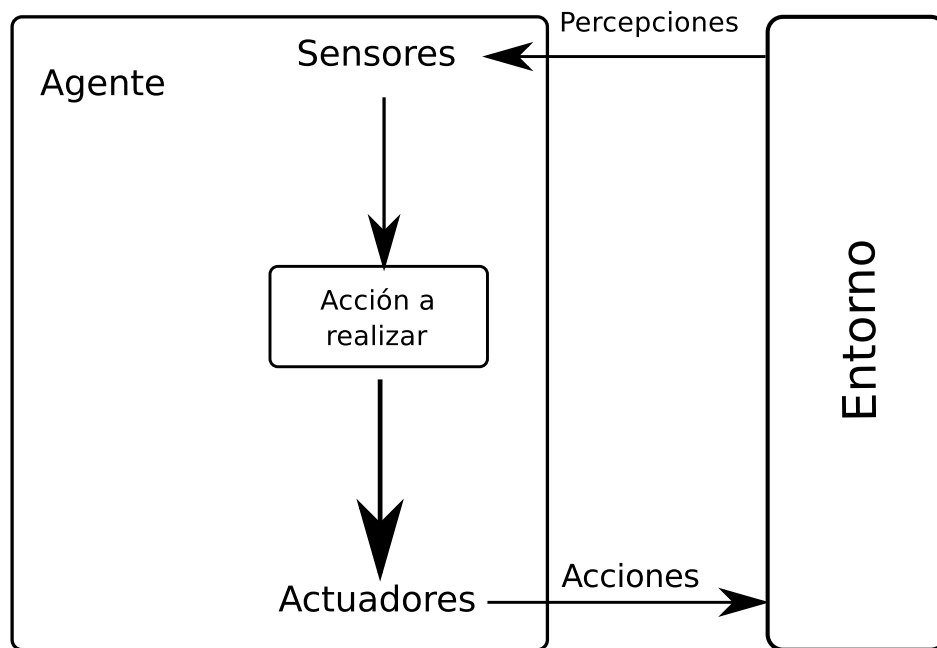 Percepciones
Sensores
Agente
Acción a
realizar
Entorno
Acciones
Actuadores